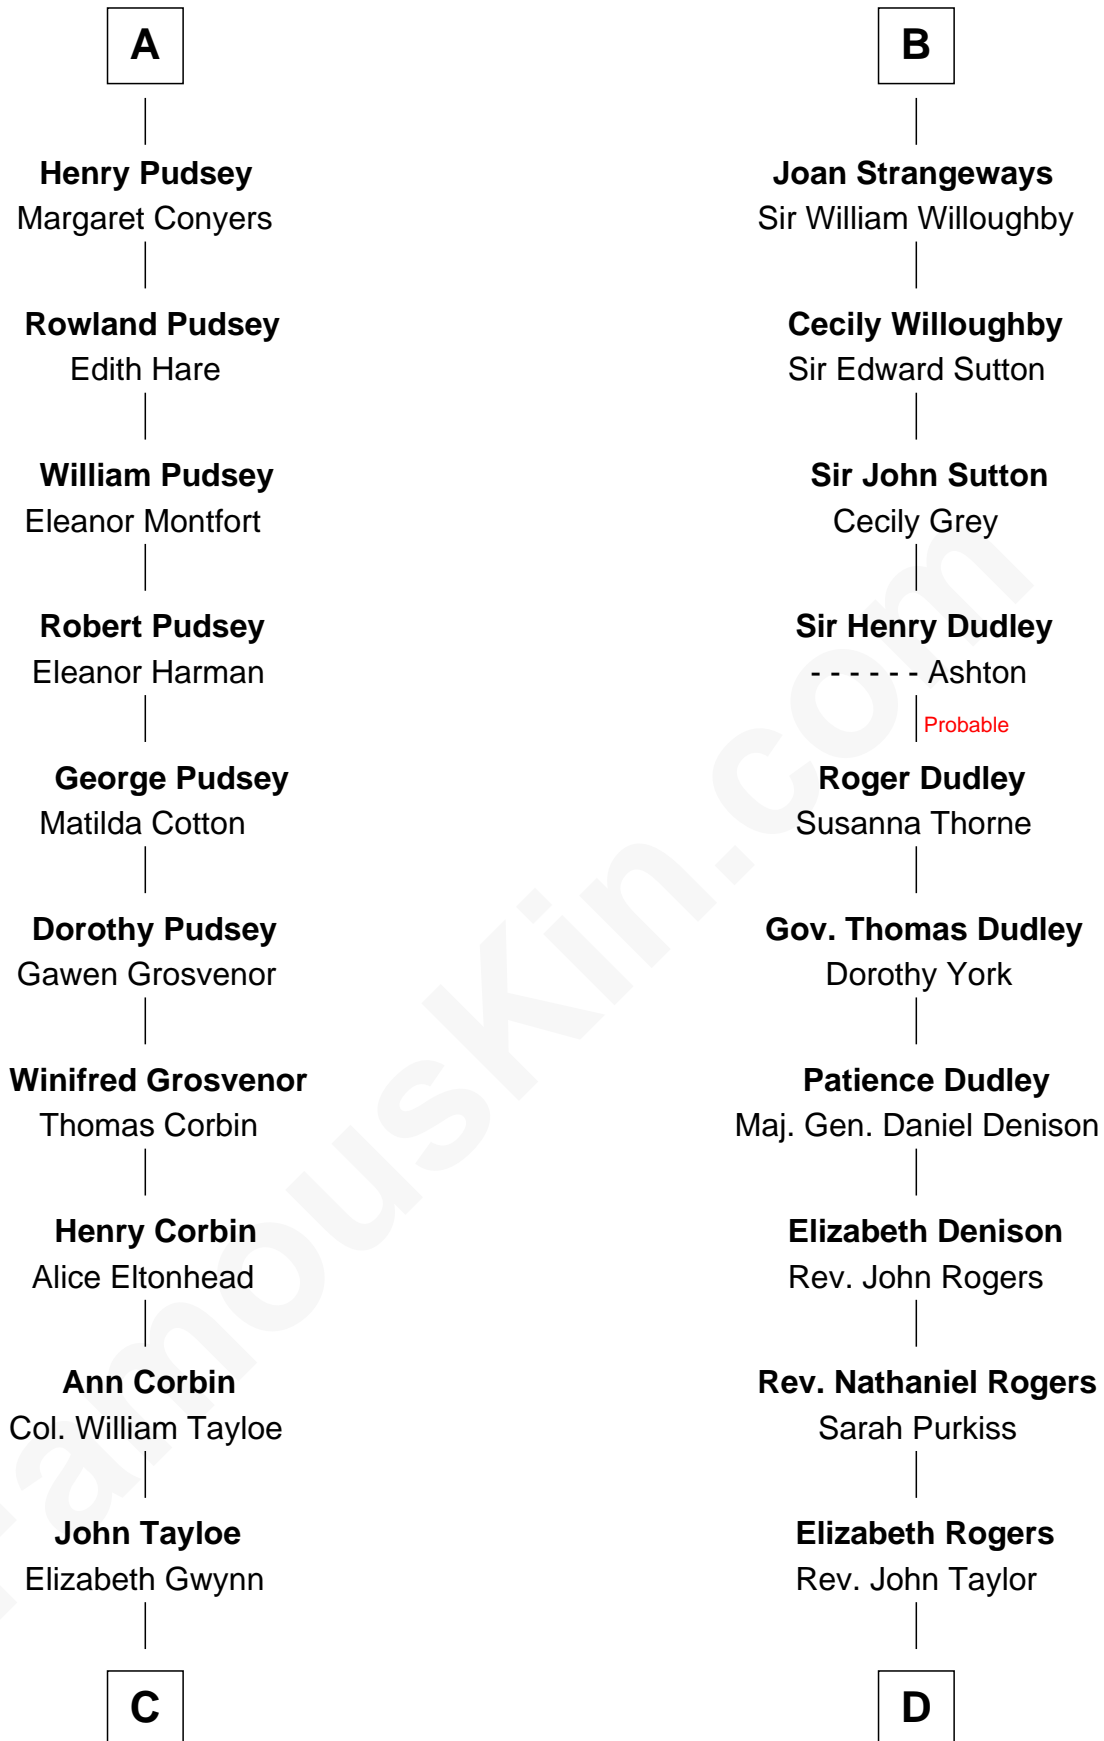 A
Henry Pudsey
Margaret Conyers
Rowland Pudsey
Edith Hare
William Pudsey
Eleanor Montfort
Robert Pudsey
Eleanor Harman
George Pudsey
Matilda Cotton
Dorothy Pudsey
Gawen Grosvenor
Winifred Grosvenor
Thomas Corbin
Henry Corbin
Alice Eltonhead
Ann Corbin
Col. William Tayloe
John Tayloe
Elizabeth Gwynn
C
B
Joan Strangeways
Sir William Willoughby
Cecily Willoughby
Sir Edward Sutton
Sir John Sutton
Cecily Grey
Sir Henry Dudley
- - - - - - Ashton
Probable
Roger Dudley
Susanna Thorne
Gov. Thomas Dudley
Dorothy York
Patience Dudley
Maj. Gen. Daniel Denison
Elizabeth Denison
Rev. John Rogers
Rev. Nathaniel Rogers
Sarah Purkiss
Elizabeth Rogers
Rev. John Taylor
D
FamousKin.com